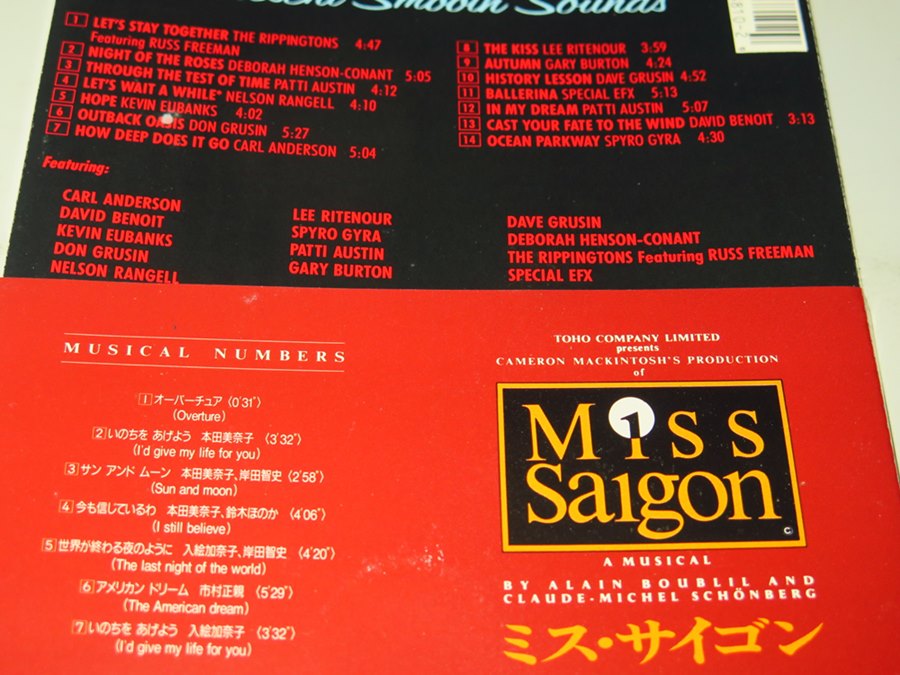 Smooth Sounds
1 LET'S STAY TOGETHER THE RIPPINGTONS 4:47
Featuring RUSS FREEMAN
2 NIGHT OF THE ROSES DEBORAH HENSON-CONANT 5:05
3 THROUGH THE TEST OF TIME PATTI AUSTIN 4:12
4 LET'S WAIT A WHILE* NELSON RANGELL 4:10
5 HOPE KEVIN EUBANKS 4:02
6 OUTBACK OASIS DON GRUSIN 5:27
7 HOW DEEP DOES IT GO CARL ANDERSON 5:04
8 THE KISS LEE RITENOUR 3:59
9 AUTUMN GARY BURTON 4:24
10 HISTORY LESSON DAVE GRUSIN 4:52
11 BALLERINA SPECIAL EFX 5:13
12 IN MY DREAM PATTI AUSTIN 5:07
13 CAST YOUR FATE TO THE WIND DAVID BENOIT 3:13
14 OCEAN PARKWAY SPYRO GYRA 4:30
Featuring:
CARL ANDERSON
DAVID BENOIT
KEVIN EUBANKS
DON GRUSIN
NELSON RANGELL
LEE RITENOUR
SPYRO GYRA
PATTI AUSTIN
GARY BURTON
DAVE GRUSIN
DEBORAH HENSON-CONANT
THE RIPPINGTONS Featuring RUSS FREEMAN
SPECIAL EFX
MUSICAL NUMBERS
1 オーバーチュア〈0'31"〉
(Overture)
2 いのちを あげよう 本田美奈子〈3'32"〉
(I'd give my life for you)
3 サン アンド ムーン 本田美奈子、岸田智史〈2'58"〉
(Sun and moon)
4 今も信じているわ 本田美奈子、鈴木ほのか〈4'06"〉
(I still believe)
5 世界が終わる夜のように 入絵加奈子、岸田智史〈4'20"〉
(The last night of the world)
6 アメリカン ドリーム 市村正親〈5'29"〉
(The American dream)
7 いのちを あげよう 入絵加奈子〈3'32"〉
(I'd give my life for you)
TOHO COMPANY LIMITED
presents
CAMERON MACKINTOSH'S PRODUCTION
of
Miss
Saigon
©
A MUSICAL
BY ALAIN BOUBLIL AND
CLAUDE-MICHEL SCHÖNBERG
ミス・サイゴン